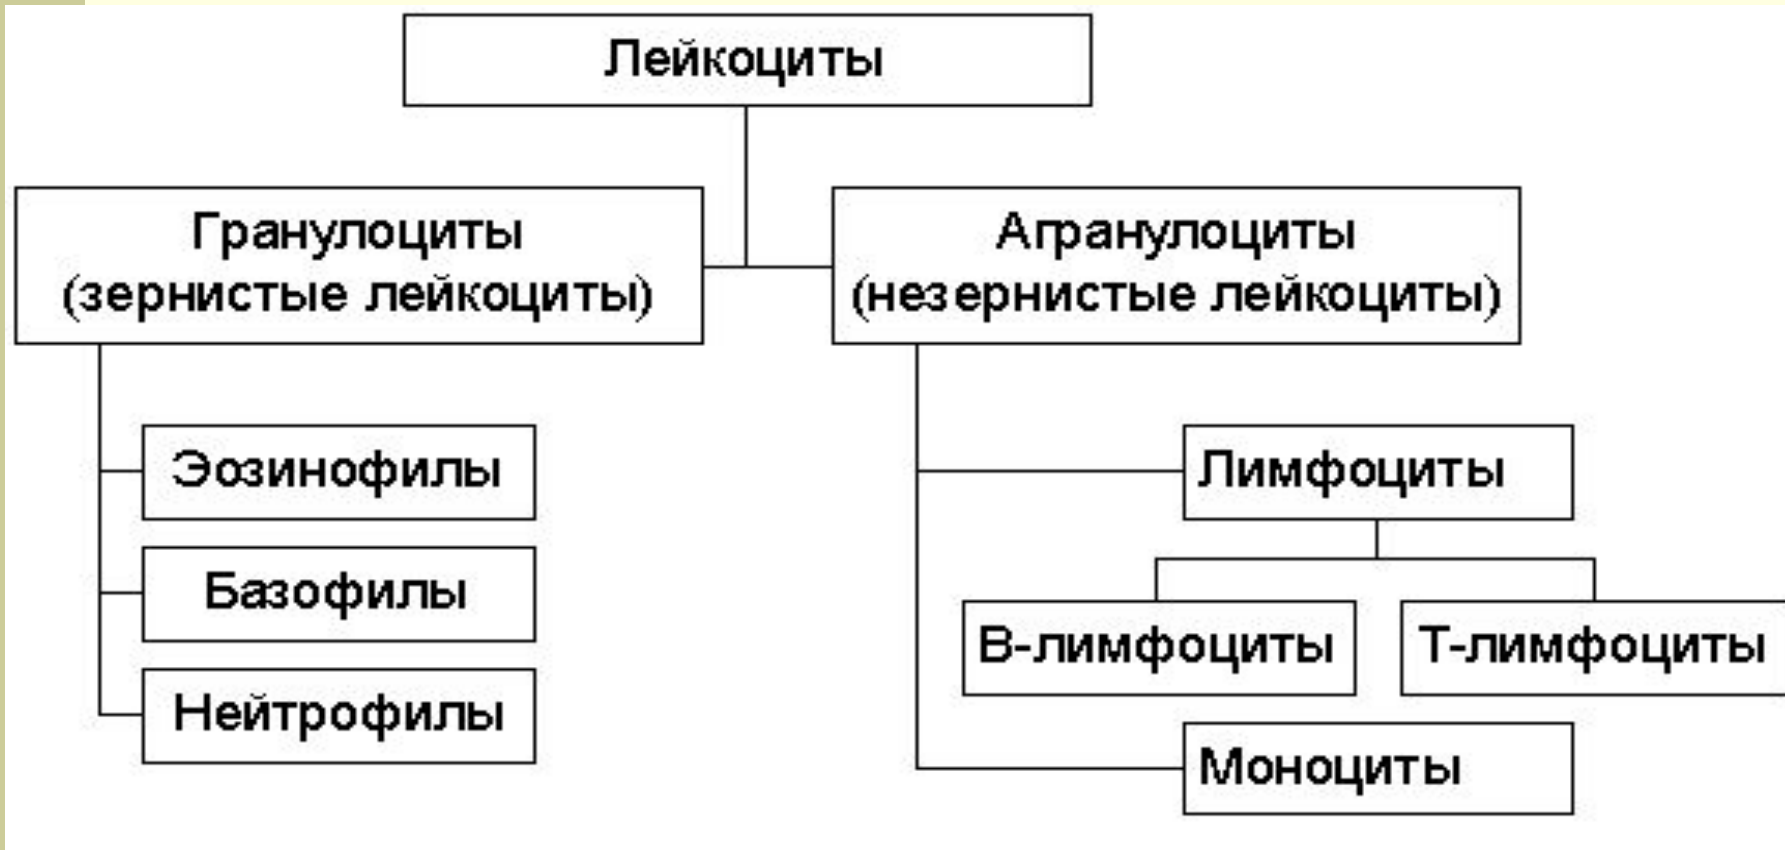 Лейкоциты
Гранулоциты
(зернистые лейкоциты)
Агранулоциты
(незернистые лейкоциты)
Эозинофилы
Базофилы
Нейтрофилы
Лимфоциты
В-лимфоциты
Т-лимфоциты
Моноциты